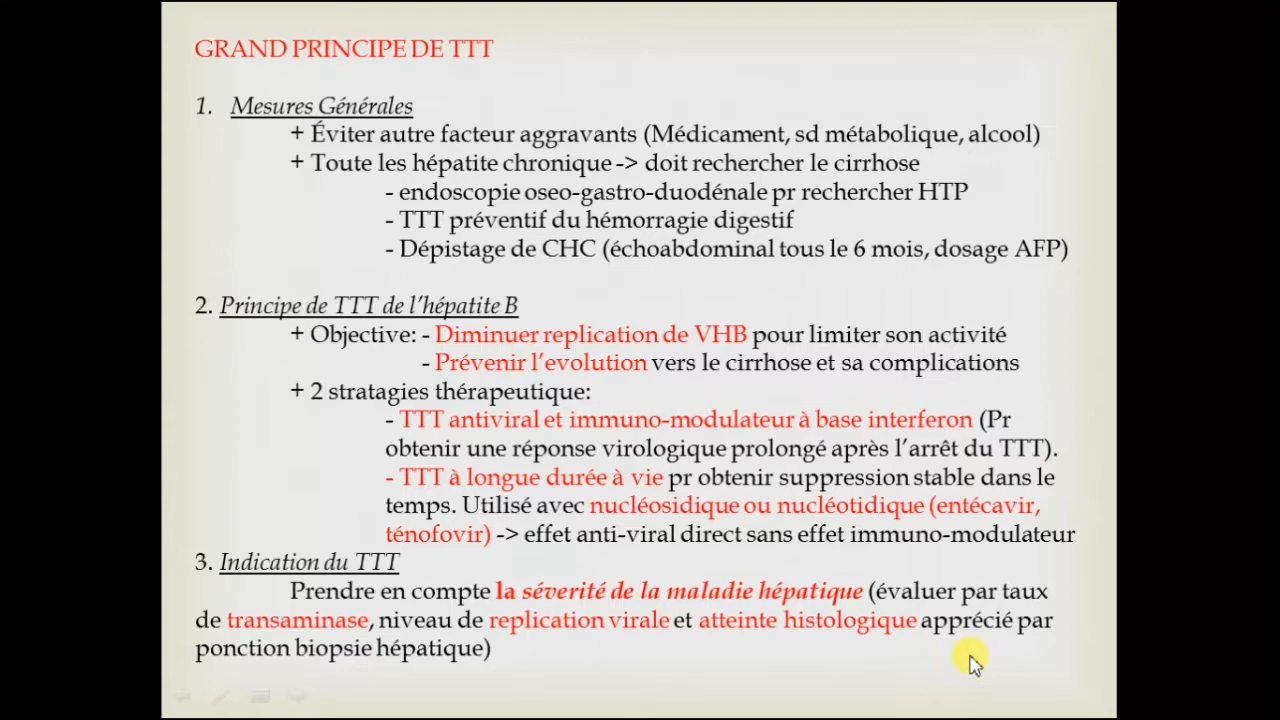 GRAND PRINCIPE DE TTT
1. Mesures Générales
+ Éviter autre facteur aggravants (Médicament, sd métabolique, alcool)
+ Toute les hépatite chronique -> doit rechercher le cirrhose
- endoscopie oseo-gastro-duodénale pr rechercher HTP
- TTT préventif du hémorragie digestif
- Dépistage de CHC (échoabdominal tous le 6 mois, dosage AFP)
2. Principe de TTT de l'hépatite B
+ Objective: - Diminuer replication de VHB pour limiter son activité
- Prévenir l'evolution vers le cirrhose et sa complications
+ 2 stratagies thérapeutique:
- TTT antiviral et immuno-modulateur à base interferon (Pr
obtenir une réponse virologique prolongé après l'arrêt du TTT).
- TTT à longue durée à vie pr obtenir suppression stable dans le
temps. Utilisé avec nucléosidique ou nucléotidique (entécavir,
ténofovir) -> effet anti-viral direct sans effet immuno-modulateur
3. Indication du TTT
Prendre en compte la séverité de la maladie hépatique (évaluer par taux
de transaminase, niveau de replication virale et atteinte histologique apprécié par
ponction biopsie hépatique)